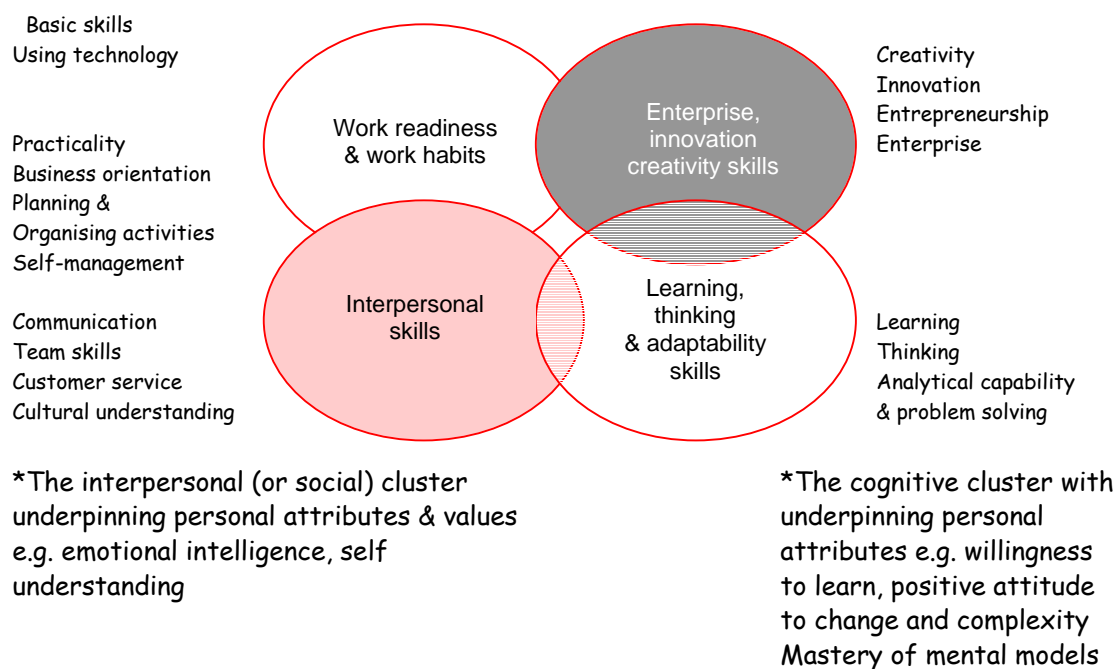 Basic skills
Using technology
Practicality
Business orientation
Planning &
Organising activities
Self-management
Communication
Team skills
Customer service
Cultural understanding
Work readiness
& work habits
Enterprise,
innovation
creativity skills
Interpersonal
skills
Learning,
thinking
& adaptability
skills
Creativity
Innovation
Entrepreneurship
Enterprise
Learning
Thinking
Analytical capability
& problem solving
*The interpersonal (or social) cluster
underpinning personal attributes & values
e.g. emotional intelligence, self
understanding
*The cognitive cluster with
underpinning personal
attributes e.g. willingness
to learn, positive attitude
to change and complexity
Mastery of mental models